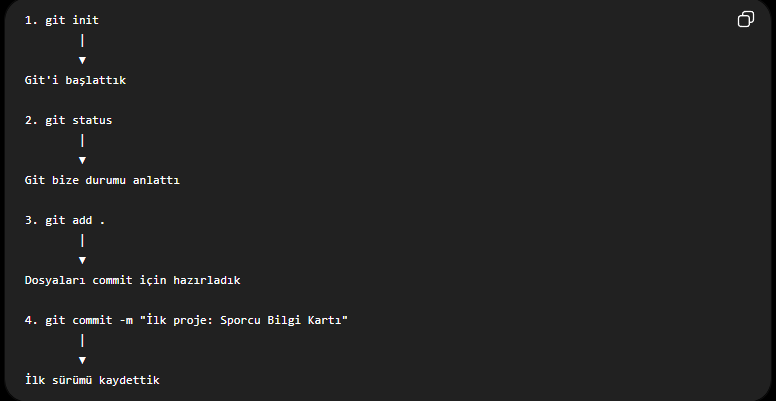 1. git init
|
▼
Git'i başlattık
2. git status
|
▼
Git bize durumu anlattı
3. git add .
|
▼
Dosyaları commit için hazırladık
4. git commit -m "İlk proje: Sporcu Bilgi Kartı"
|
▼
İlk sürümü kaydettik